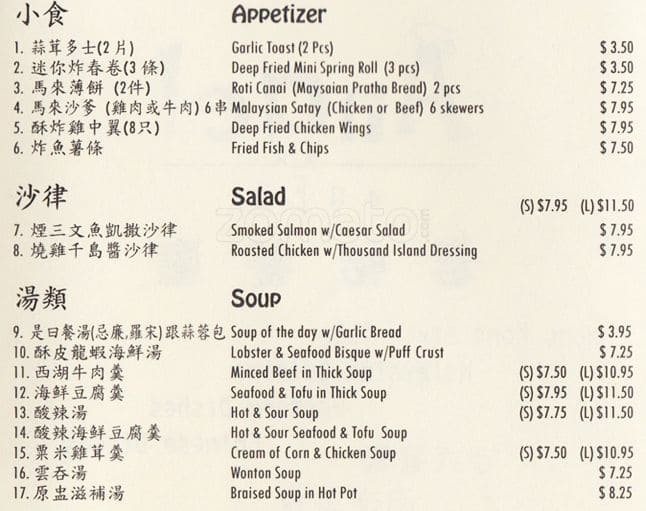 小食 Appetizer
1. 蒜茸多士(2 片) Garlic Toast (2 Pcs) $ 3.50
2. 迷你炸春卷(3 條) Deep Fried Mini Spring Roll (3 pcs) $ 3.50
3. 馬來薄餅 (2件) Roti Canai (Maysaian Pratha Bread) 2 pcs $ 7.25
4. 馬來沙爹 (雞肉或牛肉) 6 串 Malaysian Satay (Chicken or Beef) 6 skewers $ 7.95
5. 酥炸雞中翼(8只) Deep Fried Chicken Wings $ 7.95
6. 炸魚薯條 Fried Fish & Chips $ 7.50
沙律 Salad (S) $7.95 (L) $11.50
zomato
7. 煙三文魚凱撒沙律 Smoked Salmon w/Caesar Salad $ 7.95
8. 燒雞千島醬沙律 Roasted Chicken w/Thousand Island Dressing $ 7.95
湯類 Soup
9. 是日餐湯(忌廉,羅宋)跟蒜蓉包 Soup of the day w/Garlic Bread $ 3.95
10. 酥皮龍蝦海鮮湯 Lobster & Seafood Bisque w/Puff Crust $ 7.25
11. 西湖牛肉羹 Minced Beef in Thick Soup (S) $7.50 (L) $10.95
12. 海鮮豆腐羹 Seafood & Tofu in Thick Soup (S) $7.95 (L) $11.50
13. 酸辣湯 Hot & Sour Soup (S) $7.75 (L) $11.50
14. 酸辣海鮮豆腐羹 Hot & Sour Seafood & Tofu Soup
15. 粟米雞茸羹 Cream of Corn & Chicken Soup (S) $7.50 (L) $10.95
16. 雲吞湯 Wonton Soup $ 7.25
17. 原盅滋補湯 Braised Soup in Hot Pot $ 8.25